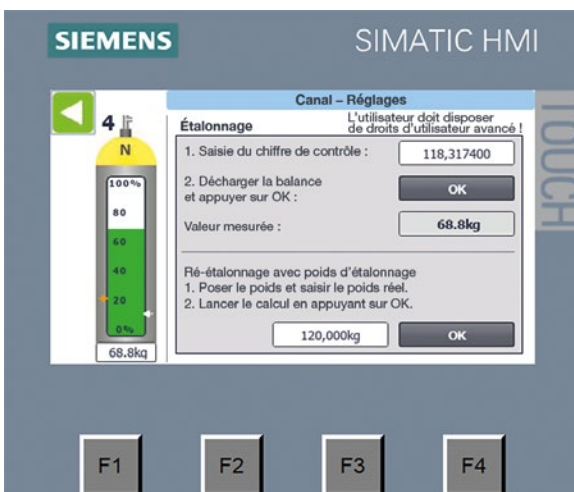 SIEMENS
SIMATIC HMI
TOUCH
Canal – Réglages
4
N
100%
80
60
40
20
0%
68.8kg
Étalonnage
L'utilisateur doit disposer
de droits d'utilisateur avancé !
1. Saisie du chiffre de contrôle :
118,317400
2. Décharger la balance
et appuyer sur OK :
OK
Valeur mesurée :
68.8kg
Ré-étalonnage avec poids d'étalonnage
1. Poser le poids et saisir le poids réel.
2. Lancer le calcul en appuyant sur OK.
120,000kg
OK
F1
F2
F3
F4